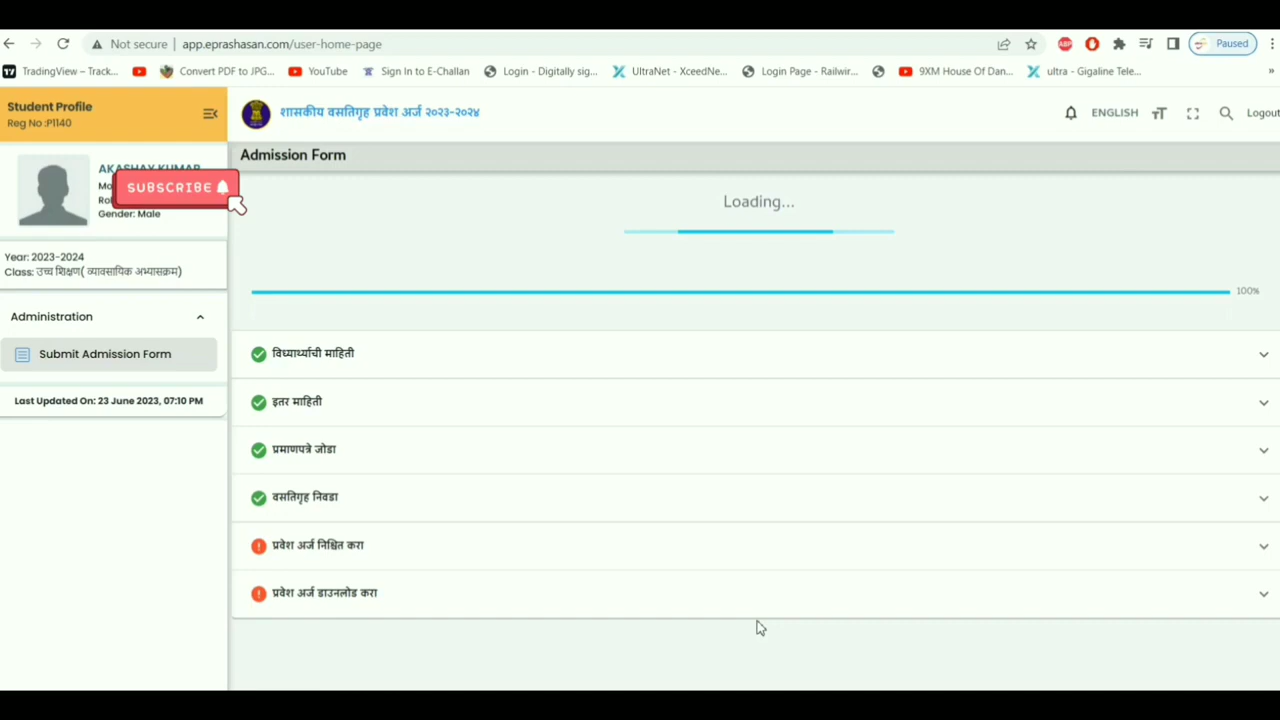 Not secure
app.eprashasan.com/user-home-page
Paused
TradingView – Track...
Convert PDF to JPG...
YouTube
Sign In to E-Challan
Login - Digitally sig...
UltraNet - XceedNe...
Login Page - Railwir...
9XM House Of Dan...
ultra - Gigaline Tele...
»
Student Profile
Reg No :P1140
शासकीय वसतिगृह प्रवेश अर्ज २०२३-२०२४
ENGLISH
Logout
Admission Form
AKASHAY KUMAR
SUBSCRIBE
Gender: Male
Loading...
Year: 2023-2024
Class: उच्च शिक्षण( व्यावसायिक अभ्यासक्रम)
100%
Administration
Submit Admission Form
Last Updated On: 23 June 2023, 07:10 PM
विध्यार्थ्याची माहिती
इतर माहिती
प्रमाणपत्रे जोडा
वसतिगृह निवडा
प्रवेश अर्ज निश्चित करा
प्रवेश अर्ज डाउनलोड करा